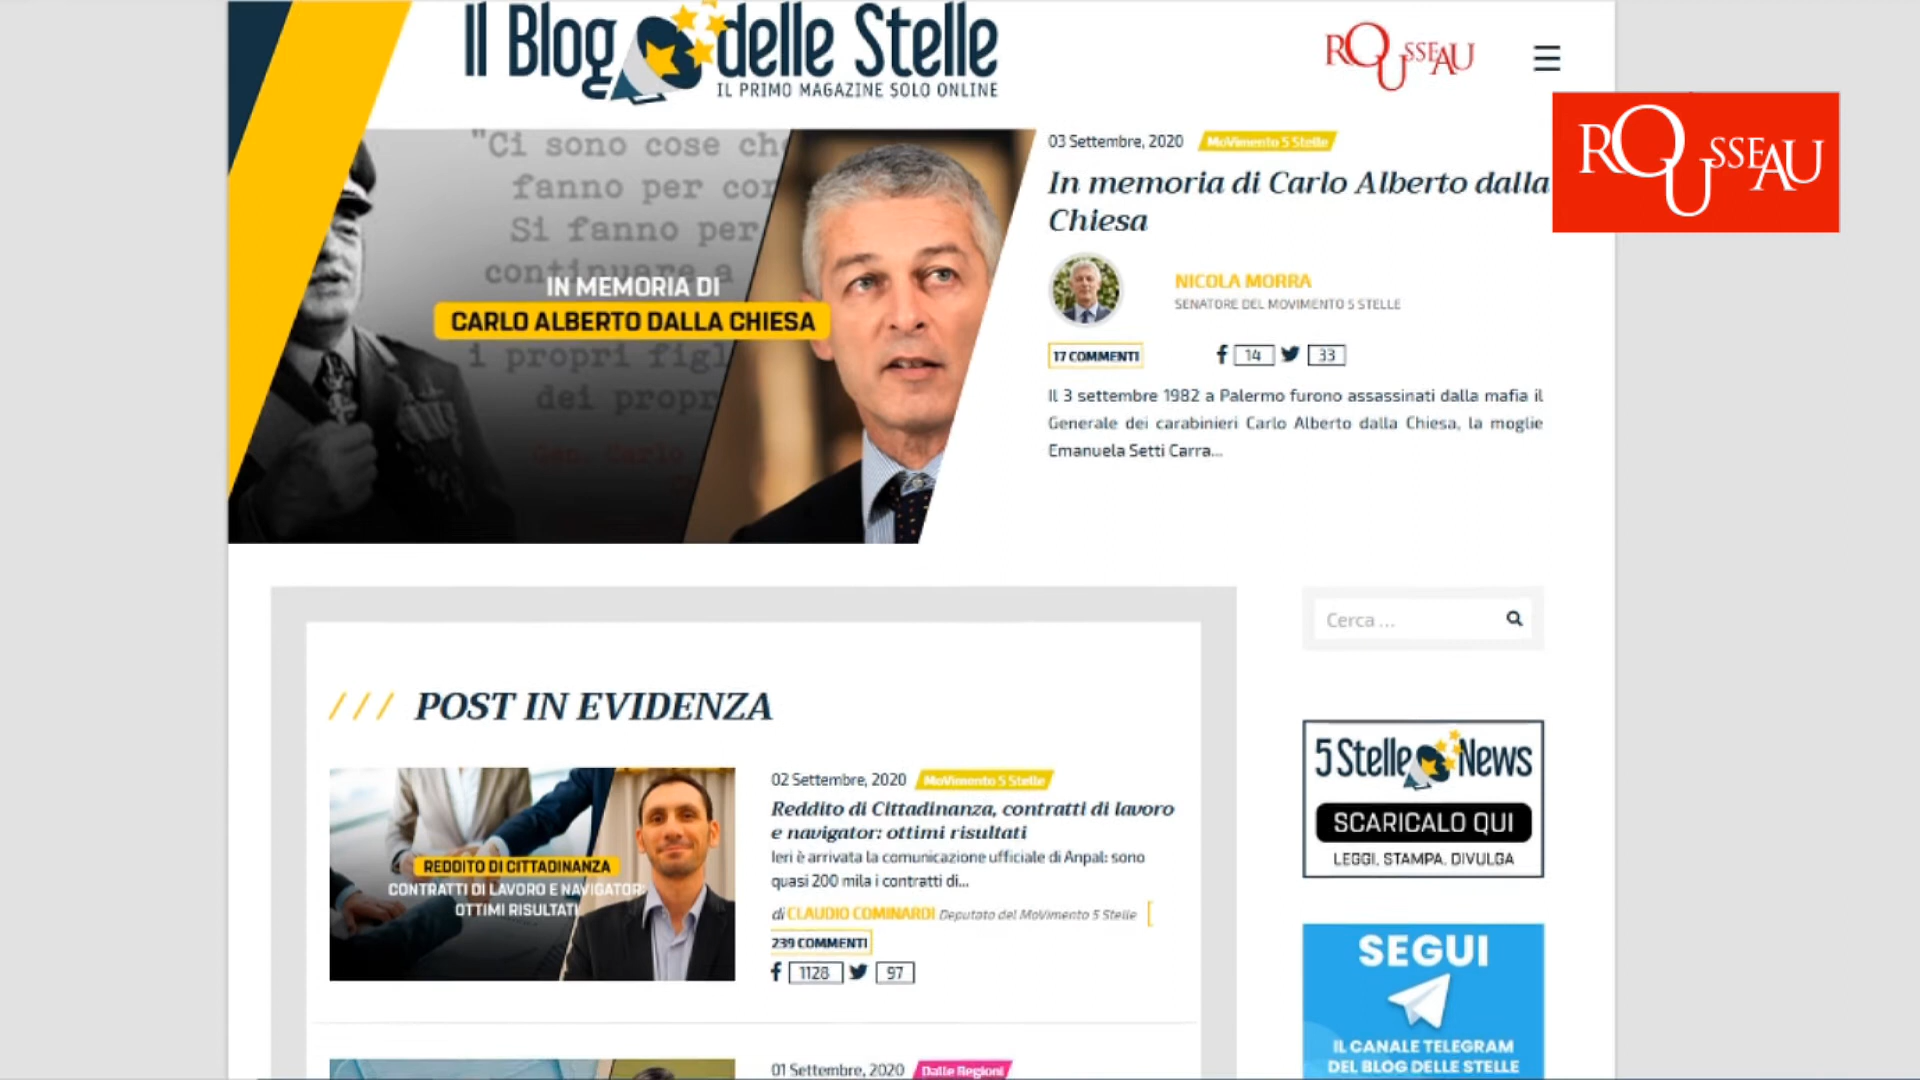 Il Blog delle Stelle
IL PRIMO MAGAZINE SOLO ONLINE
ROUSSEAU
ROUSSEAU
"Ci sono cose che
fanno per cor
Si fanno per
continuare a
i propri figl
dei propr
Gen. Carlo
IN MEMORIA DI
CARLO ALBERTO DALLA CHIESA
03 Settembre, 2020 MoVimento 5 Stelle
In memoria di Carlo Alberto dalla
Chiesa
NICOLA MORRA
SENATORE DEL MOVIMENTO 5 STELLE
17 COMMENTI 14 33
Il 3 settembre 1982 a Palermo furono assassinati dalla mafia il
Generale dei carabinieri Carlo Alberto dalla Chiesa, la moglie
Emanuela Setti Carra...
/// POST IN EVIDENZA
REDDITO DI CITTADINANZA
CONTRATTI DI LAVORO E NAVIGATOR:
OTTIMI RISULTATI
02 Settembre, 2020 MoVimento 5 Stelle
Reddito di Cittadinanza, contratti di lavoro
e navigator: ottimi risultati
Ieri è arrivata la comunicazione ufficiale di Anpal: sono
quasi 200 mila i contratti di...
di CLAUDIO COMINARDI Deputato del MoVimento 5 Stelle
239 COMMENTI
1128 97
01 Settembre, 2020 Dalle Regioni
Cerca ...
5 Stelle News
SCARICALO QUI
LEGGI, STAMPA, DIVULGA
SEGUI
IL CANALE TELEGRAM
DEL BLOG DELLE STELLE